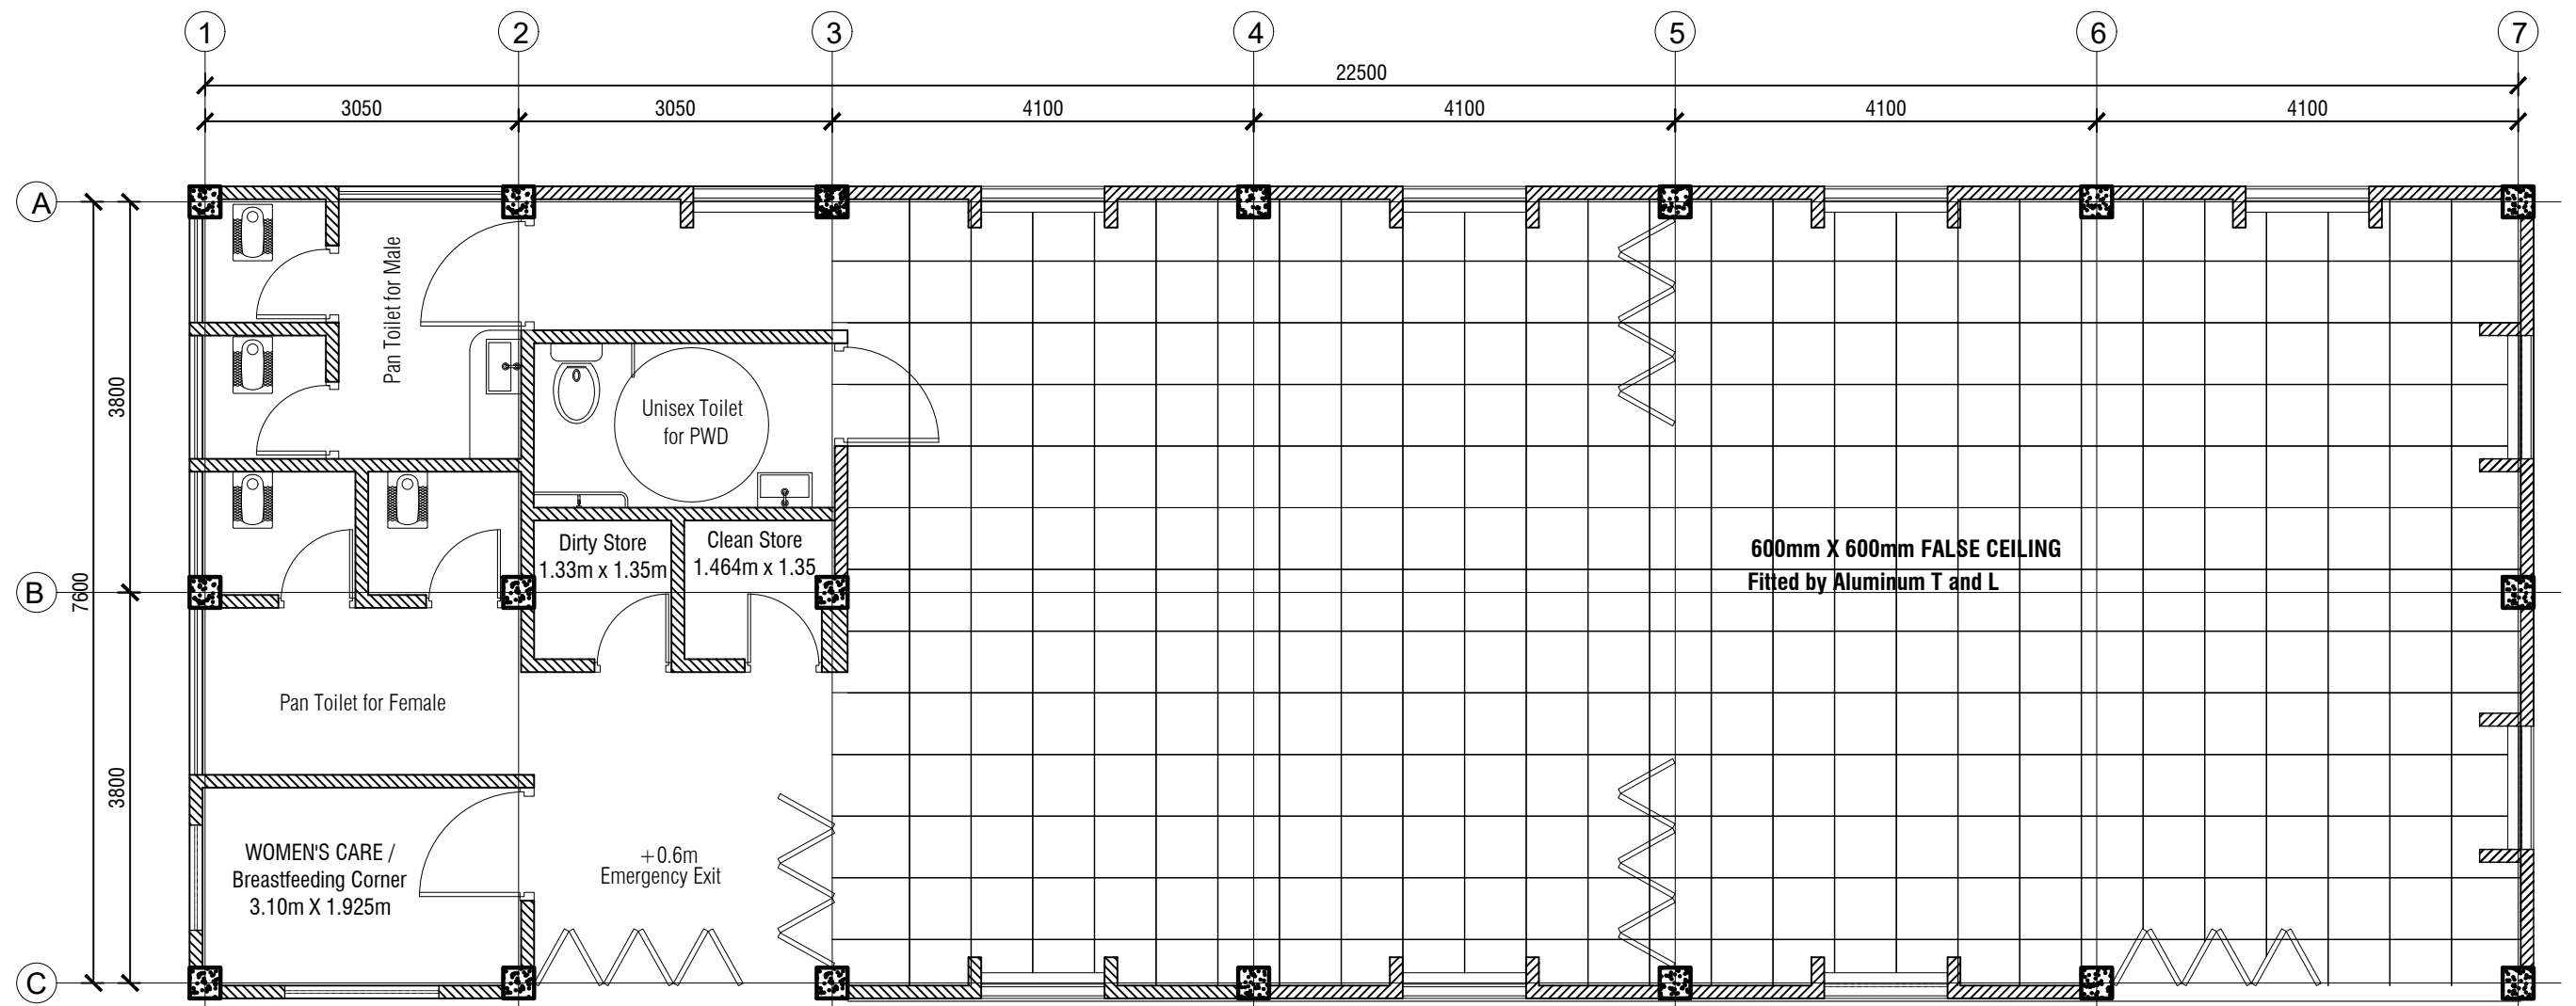 1 2 3 4 5 6 7
22500
3050 3050 4100 4100 4100 4100
A
B
C
3800
7600
3800
Pan Toilet for Male
Unisex Toilet
for PWD
Dirty Store
1.33m x 1.35m
Clean Store
1.464m x 1.35
600mm X 600mm FALSE CEILING
Fitted by Aluminum T and L
Pan Toilet for Female
WOMEN'S CARE /
Breastfeeding Corner
3.10m X 1.925m
+0.6m
Emergency Exit